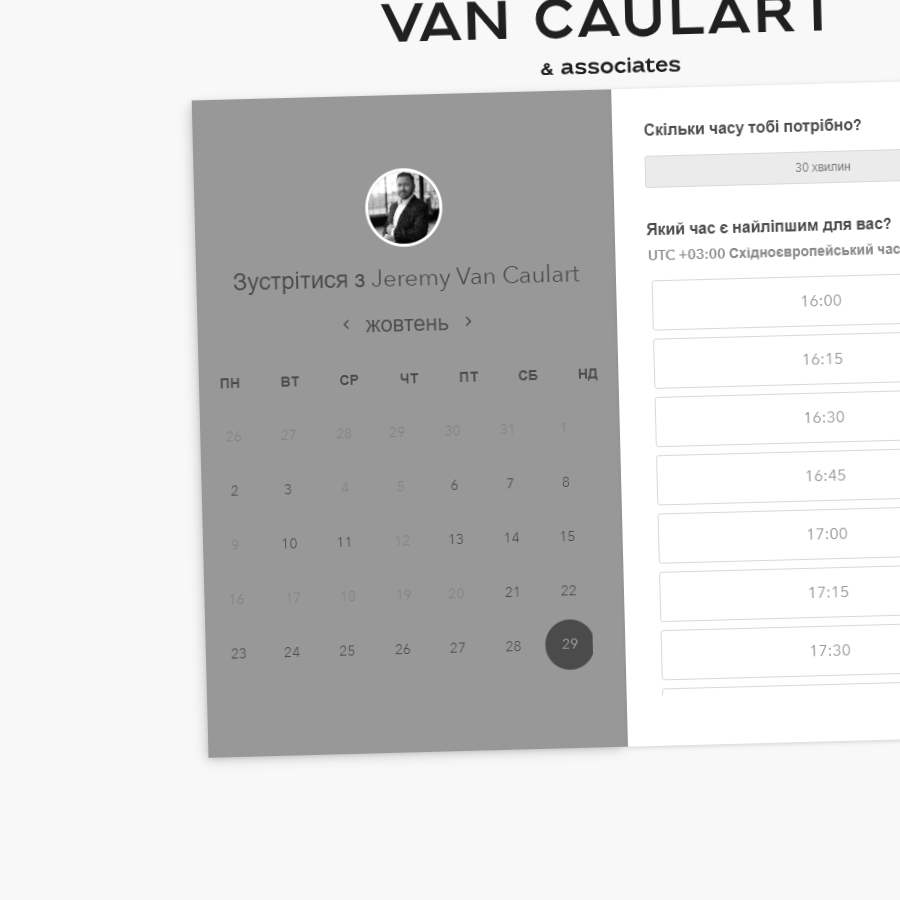 VAN CAULART
& associates
Зустрітися з Jeremy Van Caulart
‹ жовтень ›
ПН ВТ СР ЧТ ПТ СБ НД
26 27 28 29 30 31 1
2 3 4 5 6 7 8
9 10 11 12 13 14 15
16 17 18 19 20 21 22
23 24 25 26 27 28 29
Скільки часу тобі потрібно?
30 хвилин
Який час є найліпшим для вас?
UTC +03:00 Східноєвропейський час
16:00
16:15
16:30
16:45
17:00
17:15
17:30